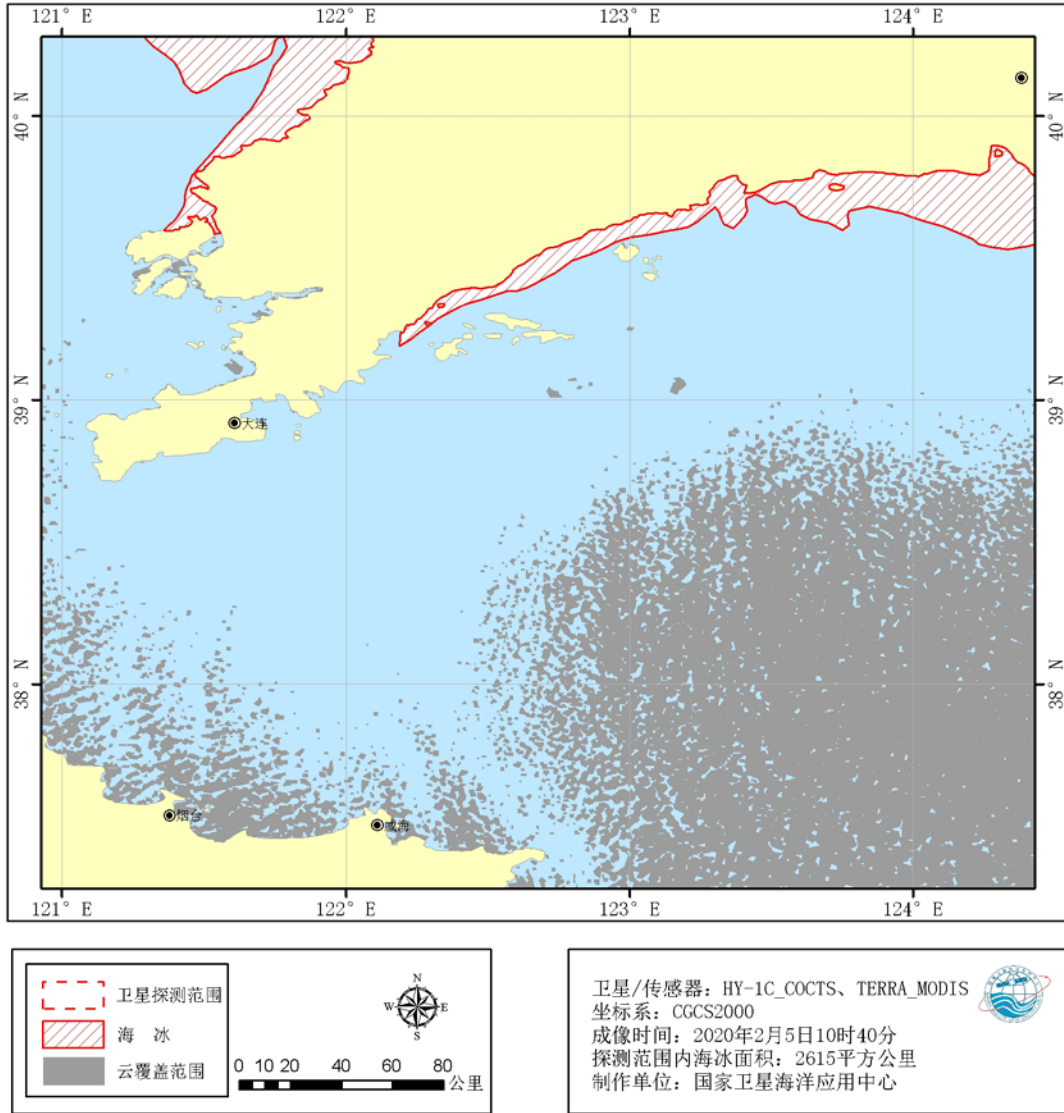 121° E 122° E 123° E 124° E
40° N 40° N
39° N 39° N
大连
38° N 38° N
烟台
威海
121° E 122° E 123° E 124° E
卫星探测范围
海 冰
云覆盖范围
N
W E
S
0 10 20 40 60 80 公里
卫星/传感器: HY-1C_COCTS、TERRA_MODIS
坐标系: CGCS2000
成像时间: 2020年2月5日10时40分
探测范围内海冰面积: 2615平方公里
制作单位: 国家卫星海洋应用中心